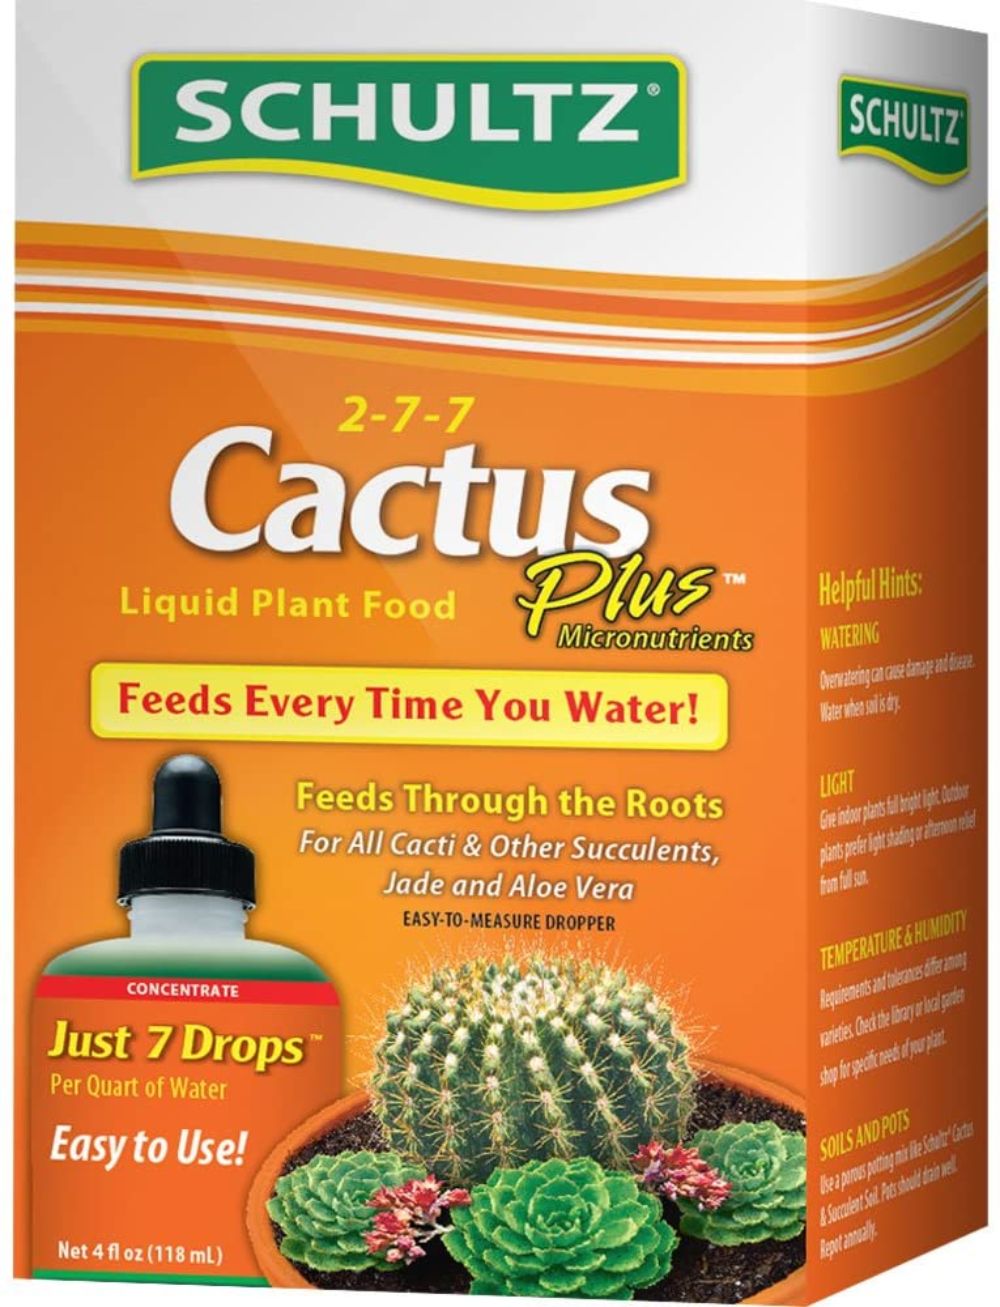 SCHULTZ®
2-7-7
Cactus
Plus™
Liquid Plant Food
Micronutrients
Feeds Every Time You Water!
Feeds Through the Roots
For All Cacti & Other Succulents,
Jade and Aloe Vera
EASY-TO-MEASURE DROPPER
CONCENTRATE
Just 7 Drops™
Per Quart of Water
Easy to Use!
Net 4 fl oz (118 mL)
SCHULTZ®
Helpful Hints:
WATERING
Overwatering can cause damage and disease.
Water when soil is dry.
LIGHT
Give indoor plants full bright light. Outdoor
plants prefer light shading or afternoon relief
from full sun.
TEMPERATURE & HUMIDITY
Requirements and tolerances differ among
varieties. Check the library or local garden
shop for specific needs of your plant.
SOILS AND POTS
Use a porous potting mix like Schultz® Cactus
& Succulent Soil. Pots should drain well.
Repot annually.